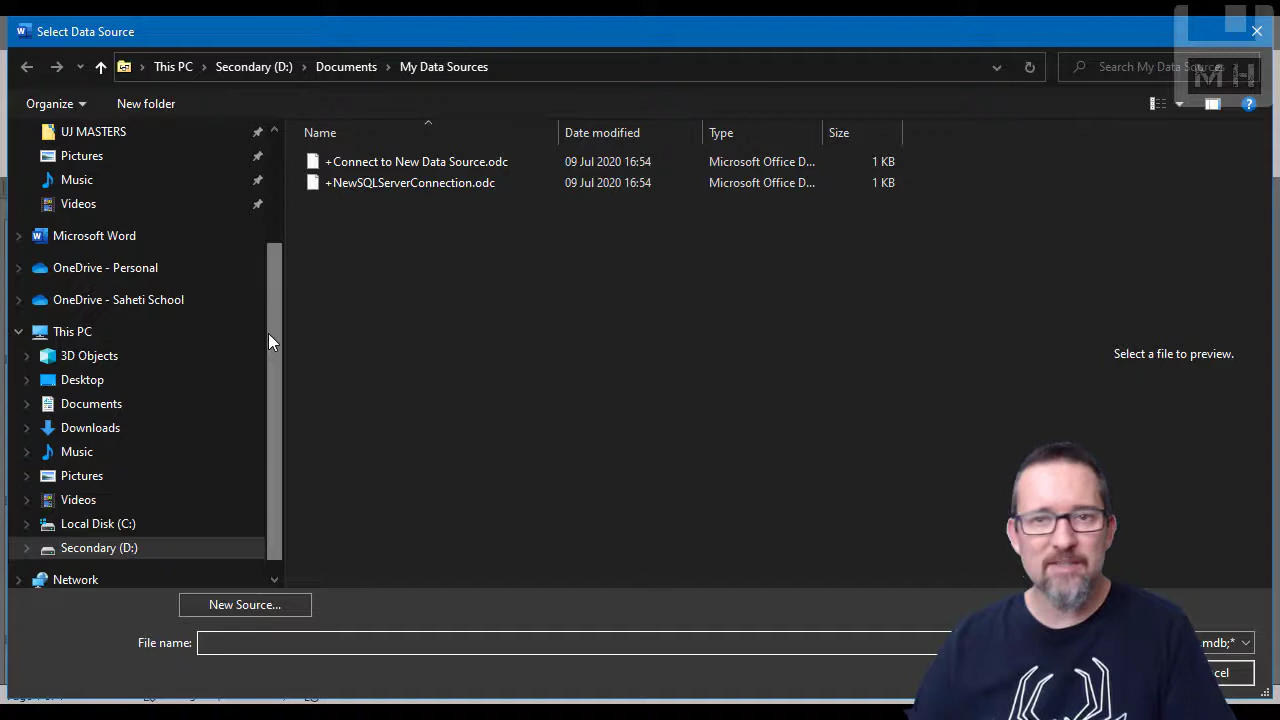 Select Data Source
This PC Secondary (D:) Documents My Data Sources
Search My Data Sources
M H
Organize New folder
Name Date modified Type Size
UJ MASTERS
Pictures
Music
Videos
Microsoft Word
OneDrive - Personal
OneDrive - Saheti School
This PC
3D Objects
Desktop
Documents
Downloads
Music
Pictures
Videos
Local Disk (C:)
Secondary (D:)
Network
+Connect to New Data Source.odc 09 Jul 2020 16:54 Microsoft Office D... 1 KB
+NewSQLServerConnection.odc 09 Jul 2020 16:54 Microsoft Office D... 1 KB
Select a file to preview.
New Source...
File name:
mdb;*
cel